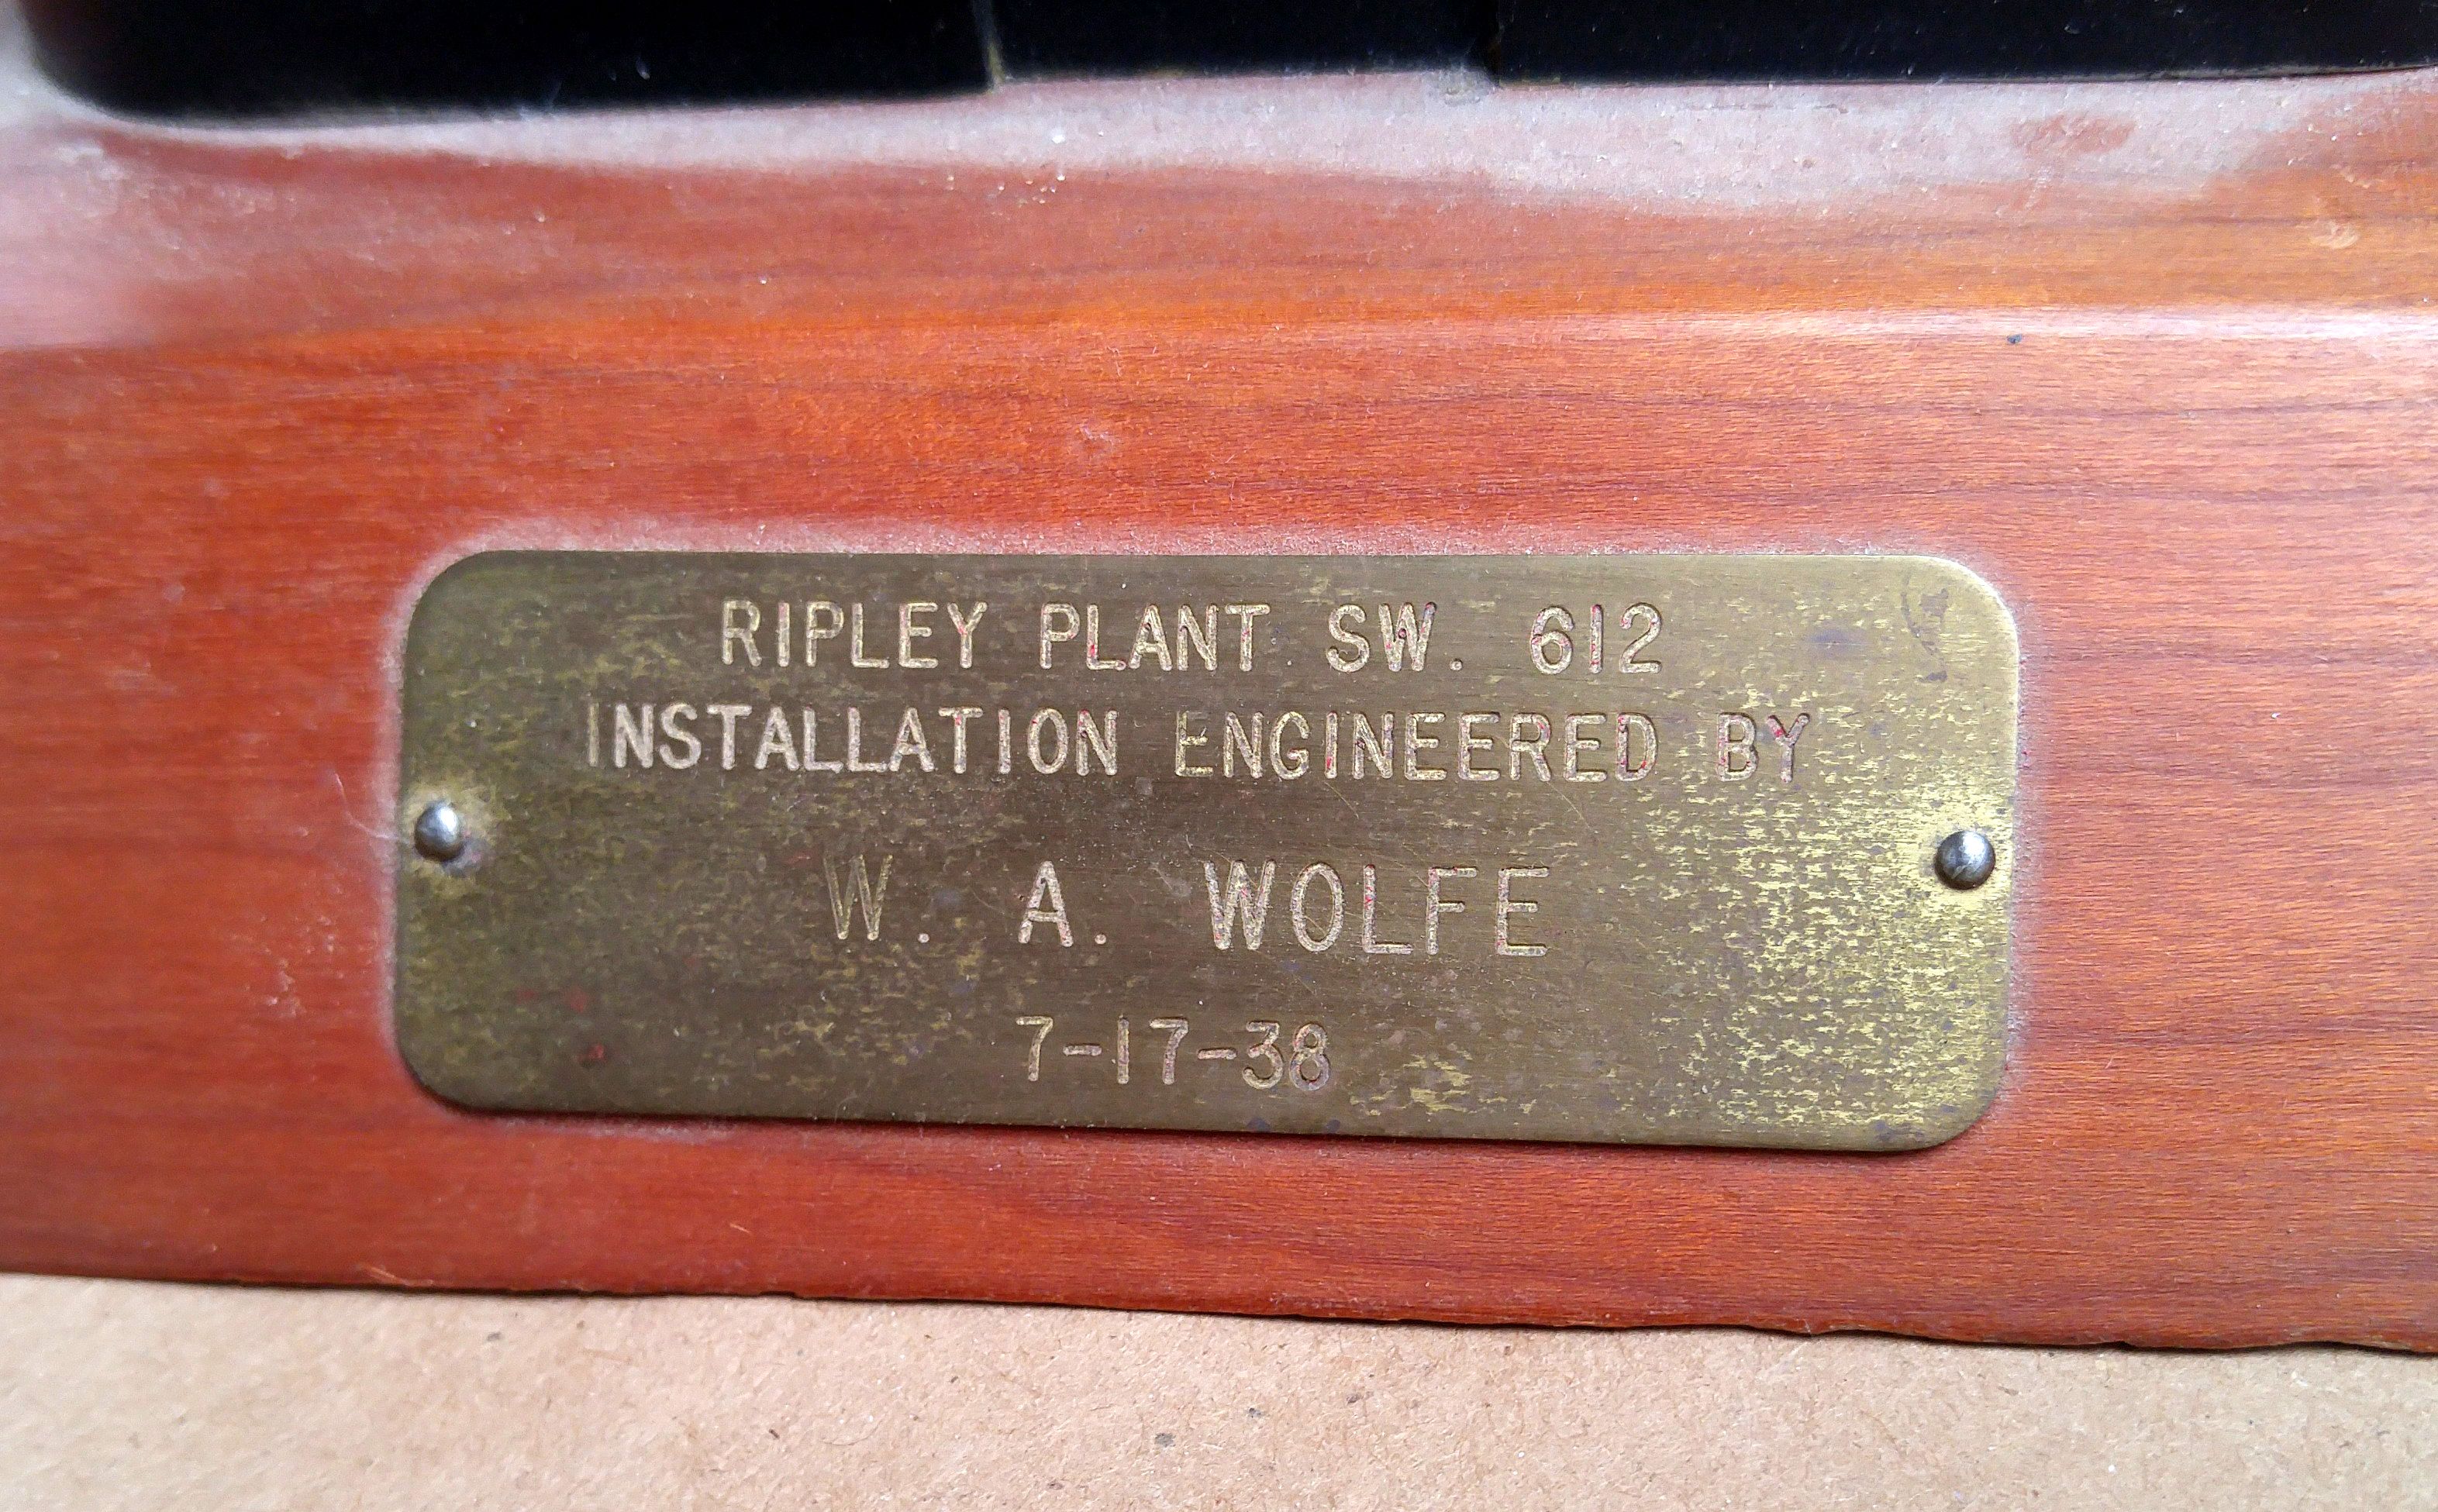 RIPLEY PLANT SW. 612
INSTALLATION ENGINEERED BY
W. A. WOLFE
7-17-38